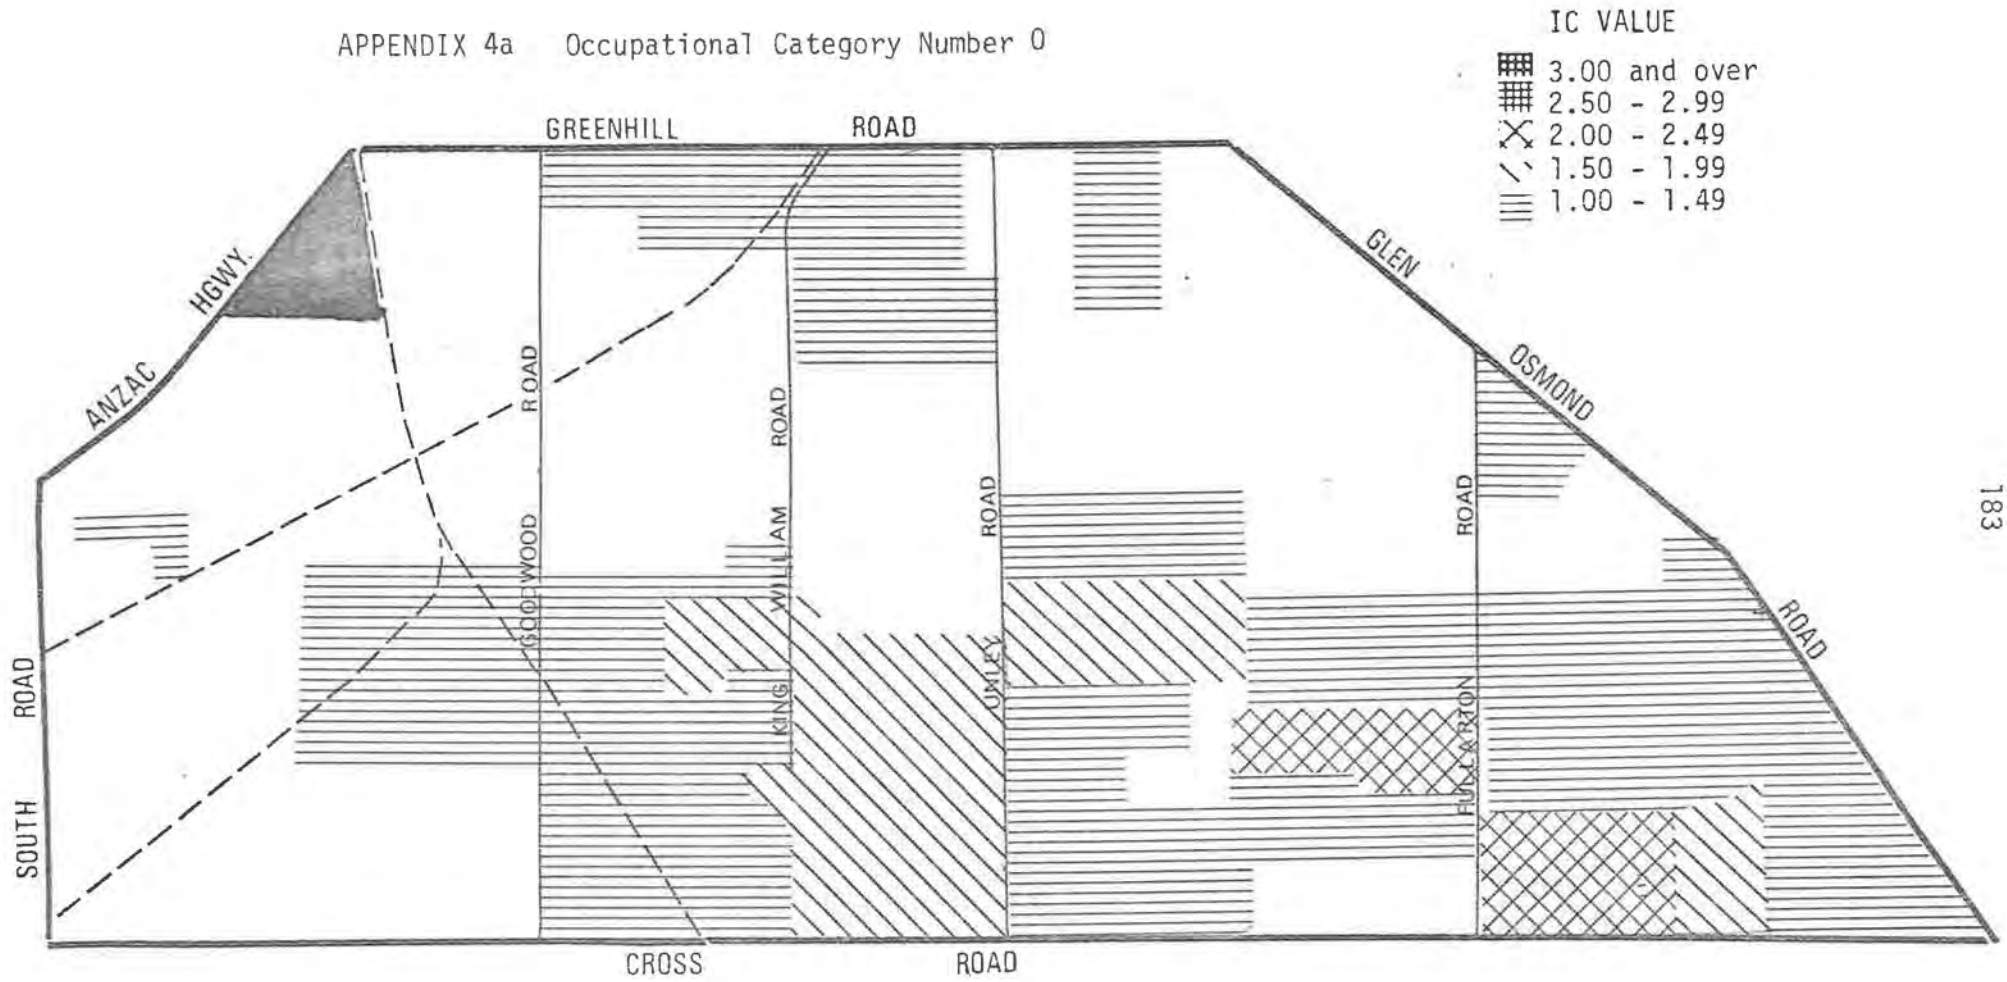 APPENDIX 4a Occupational Category Number 0
IC VALUE
3.00 and over
2.50 - 2.99
2.00 - 2.49
1.50 - 1.99
1.00 - 1.49
GREENHILL ROAD
ANZAC HGWY.
GLEN OSMOND ROAD
SOUTH ROAD
GOODWOOD ROAD
KING WILLIAM ROAD
UNLEY ROAD
FULLARTON ROAD
CROSS ROAD
183